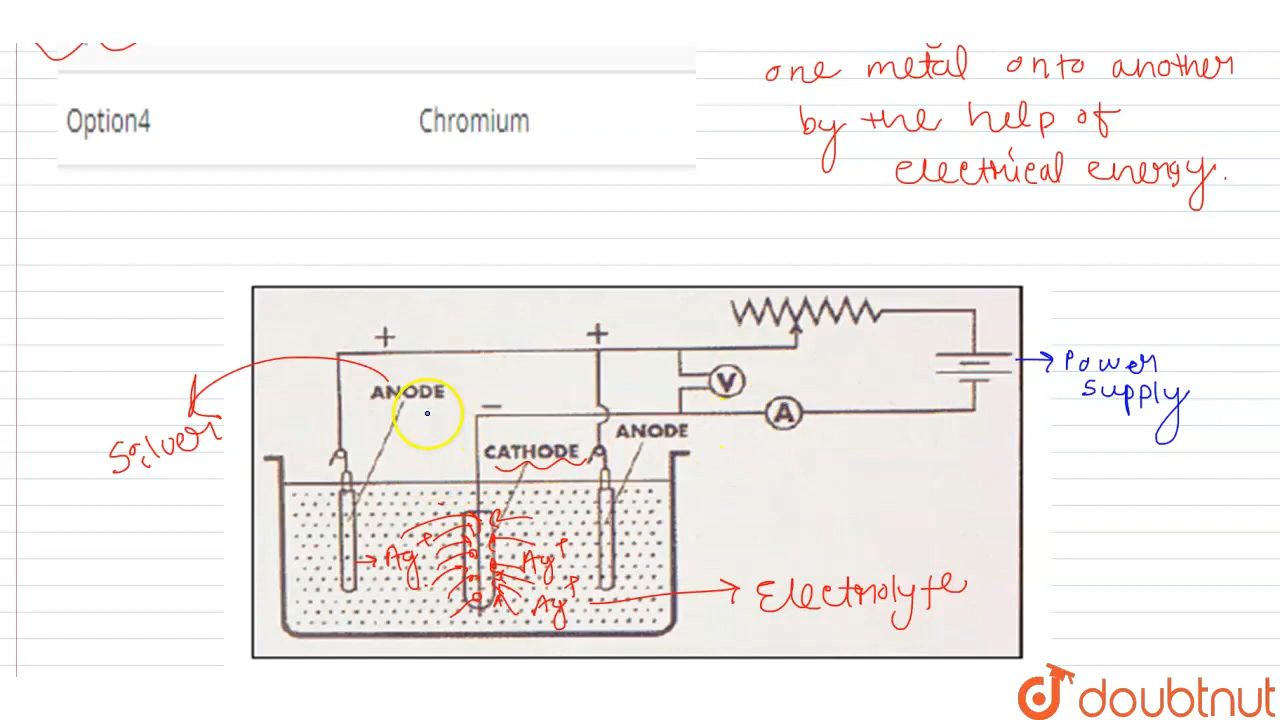 one metal onto another
Option4 Chromium
by the help of
electrical energy.
+ +
V
Power
supply
ANODE
−
A
Silver
CATHODE
ANODE
Ag+ Ag+
Ag+
Electrolyte
doubtnut